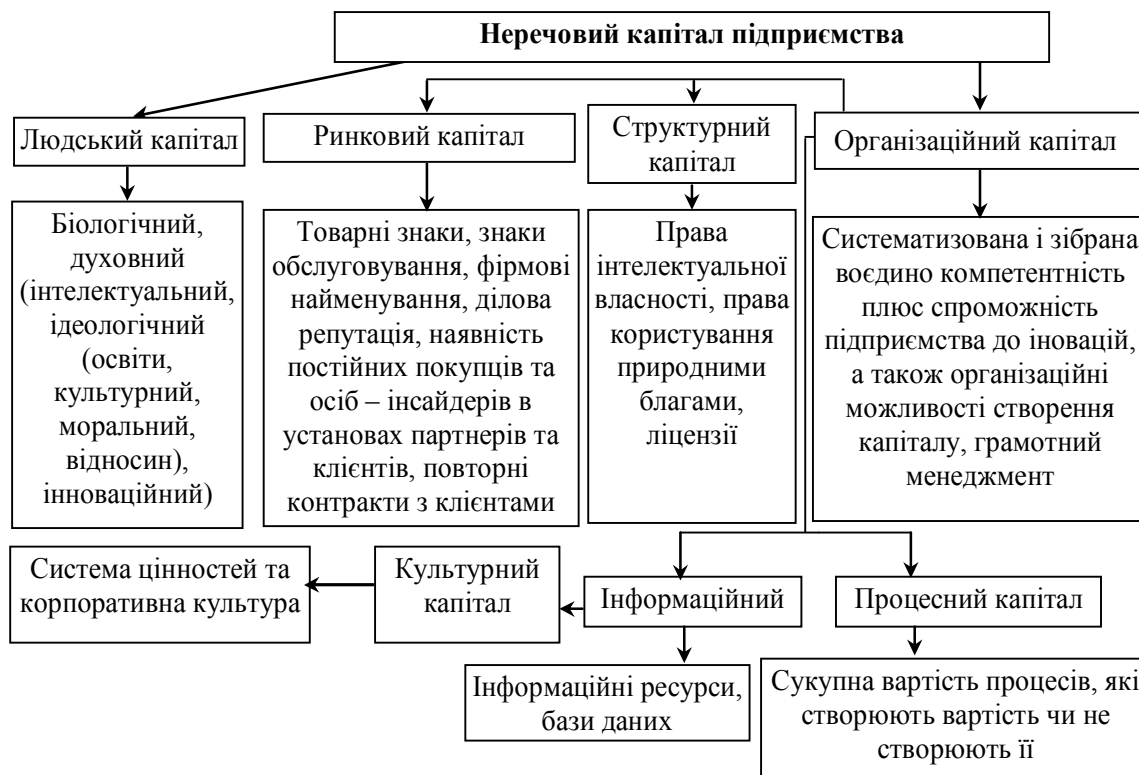 Неречовий капітал підприємства
Людський капітал
Ринковий капітал
Структурний
капітал
Організаційний капітал
Біологічний,
духовний
(інтелектуальний,
ідеологічний
(освіти,
культурний,
моральний,
відносин),
інноваційний)
Товарні знаки, знаки
обслуговування, фірмові
найменування, ділова
репутація, наявність
постійних покупців та
осіб – інсайдерів в
установах партнерів та
клієнтів, повторні
контракти з клієнтами
Права
інтелектуальної
власності, права
користування
природними
благами,
ліцензії
Систематизована і зібрана
воєдино компетентність
плюс спроможність
підприємства до іновацій,
а також організаційні
можливості створення
капіталу, грамотний
менеджмент
Система цінностей та
корпоративна культура
Культурний
капітал
Інформаційний
Процесний капітал
Інформаційні ресурси,
бази даних
Сукупна вартість процесів, які
створюють вартість чи не
створюють її